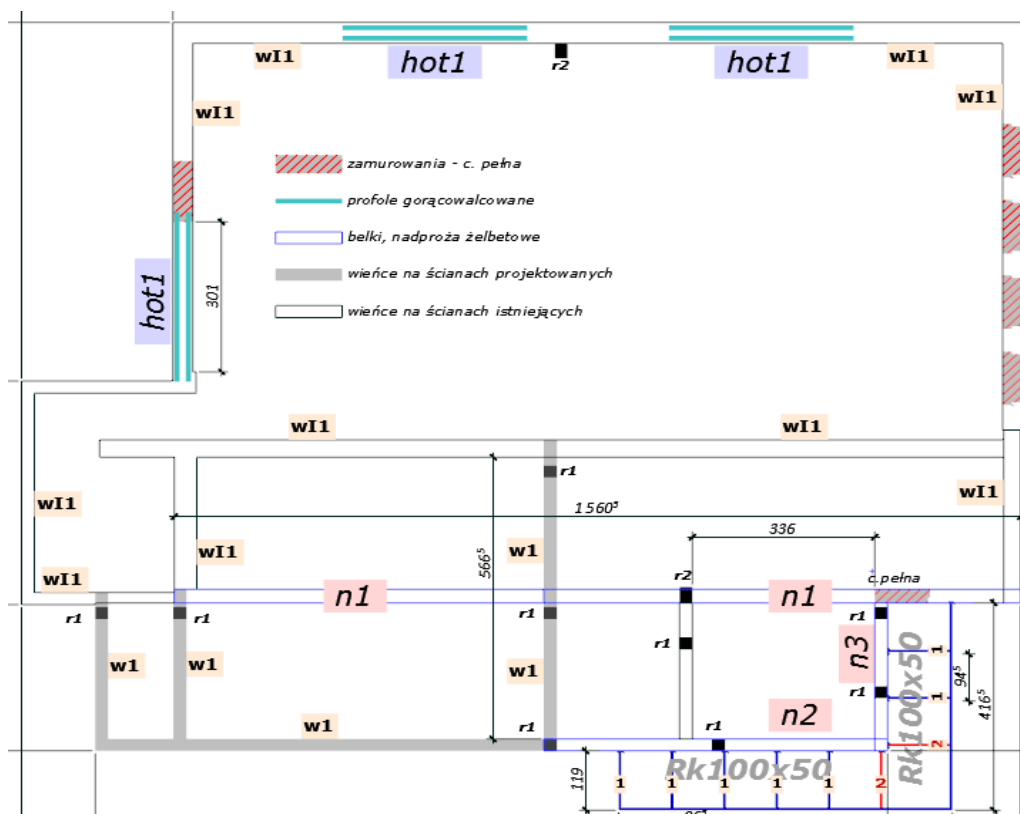 wI1
hot1
r2
hot1
wI1
wI1
wI1
zamurowania - c. pełna
profole gorącowalcowane
belki, nadproża żelbetowe
wieńce na ścianach projektowanych
wieńce na ścianach istniejących
hot1
301
wI1
wI1
r1
wI1
wI1
1560⁵
336
w1
566⁵
wI1
wI1
r2
c. pełna
n1
n1
r1
r1
r1
r1
r1
n3
1
94⁵
416⁵
Rk100x50
w1
w1
w1
r1
1
w1
r1
r1
n2
2
119
Rk100x50
1
1
1
1
1
2